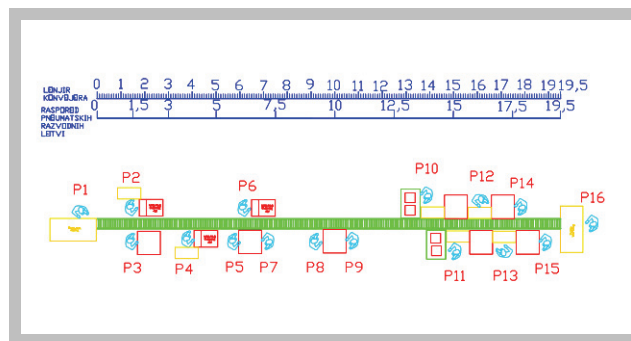 LENJIR
KONVEJERA
0 1 2 3 4 5 6 7 8 9 10 11 12 13 14 15 16 17 18 19 19,5
RASPORED
PNEUMATSKIH
RAZVODNIH
LETVI
0 1,5 3 5 7,5 10 12,5 15 17,5 19,5
P1 P2 P6 P10 P12 P14 P16
P3 P4 P5 P7 P8 P9 P11 P13 P15